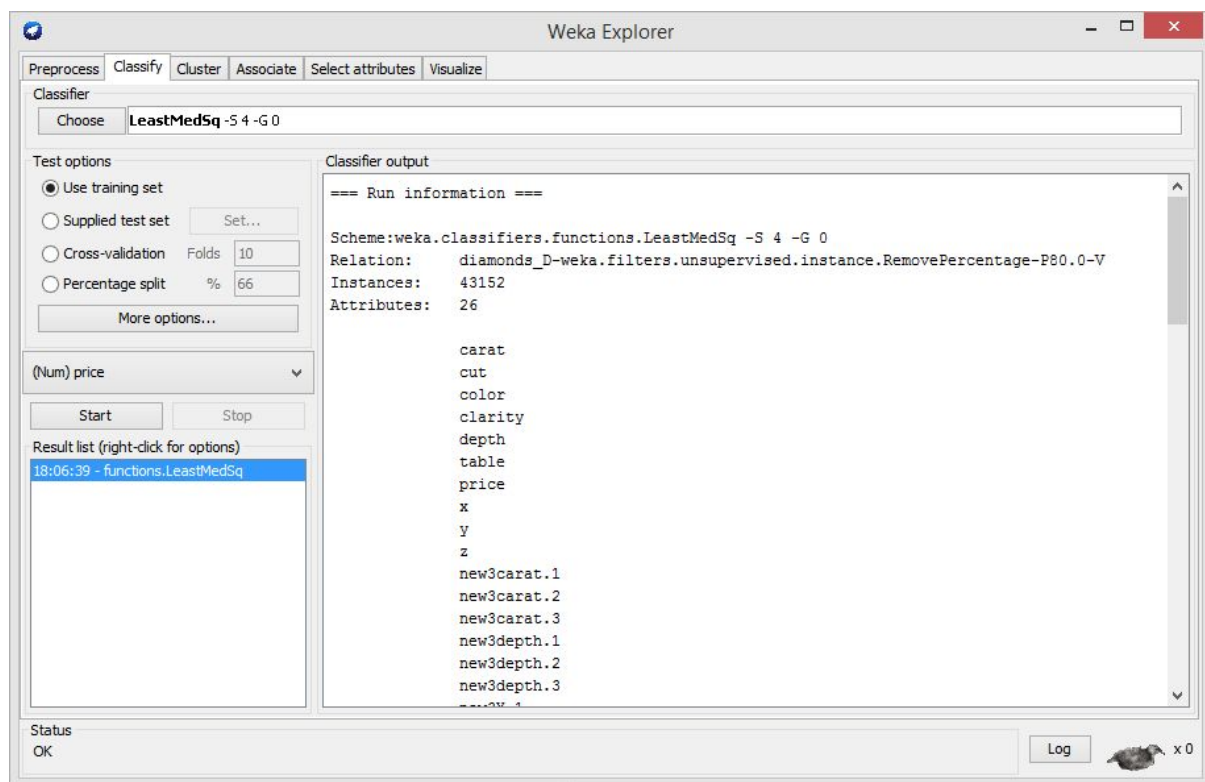 Weka Explorer
Preprocess Classify Cluster Associate Select attributes Visualize
Classifier
Choose LeastMedSq -S 4 -G 0
Test options
Use training set
Supplied test set Set...
Cross-validation Folds 10
Percentage split % 66
More options...
(Num) price
Start Stop
Result list (right-click for options)
18:06:39 - functions.LeastMedSq
Classifier output
=== Run information ===
Scheme:weka.classifiers.functions.LeastMedSq -S 4 -G 0
Relation: diamonds_D-weka.filters.unsupervised.instance.RemovePercentage-P80.0-V
Instances: 43152
Attributes: 26
carat
cut
color
clarity
depth
table
price
x
y
z
new3carat.1
new3carat.2
new3carat.3
new3depth.1
new3depth.2
new3depth.3
Status
OK
Log x 0